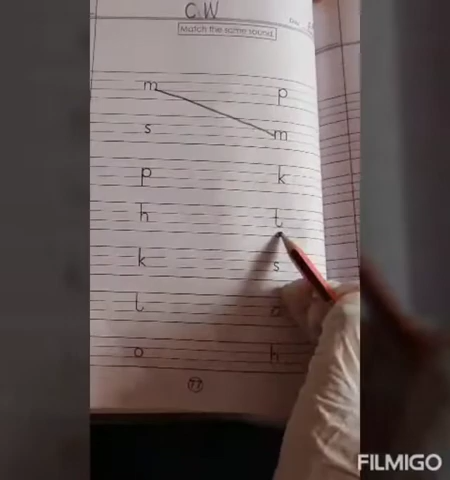 C.W
Match the same sound.
m p
s m
p k
h t
k s
l o
o h
77
FILMIGO